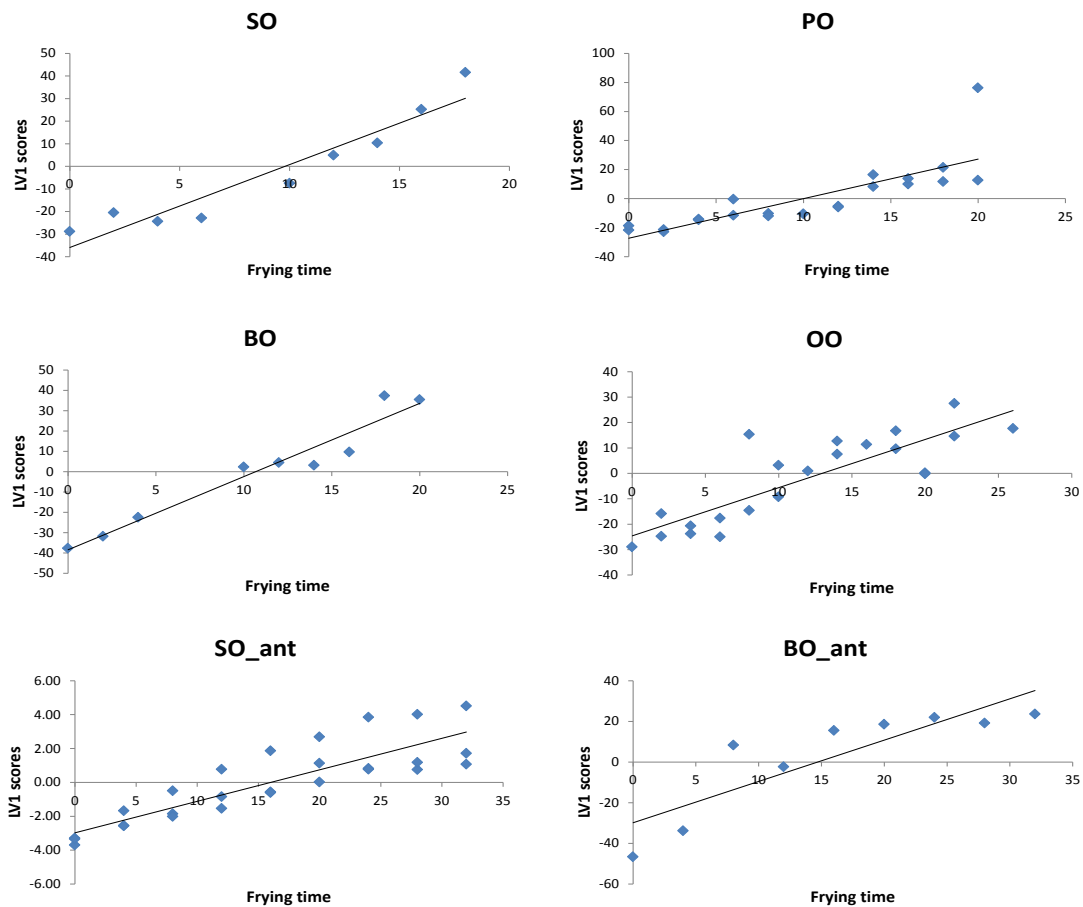 SO
50
40
30
20
10
0
-10
-20
-30
-40
0 5 10 15 20
LV1 scores
Frying time
PO
100
80
60
40
20
0
-20
-40
0 5 10 15 20 25
LV1 scores
Frying time
BO
50
40
30
20
10
0
-10
-20
-30
-40
-50
0 5 10 15 20 25
LV1 scores
Frying time
OO
40
30
20
10
0
-10
-20
-30
-40
0 5 10 15 20 25 30
LV1 scores
Frying time
SO_ant
6.00
4.00
2.00
0.00
-2.00
-4.00
-6.00
0 5 10 15 20 25 30 35
LV1 scores
Frying time
BO_ant
40
20
0
-20
-40
-60
0 5 10 15 20 25 30 35
LV1 scores
Frying time